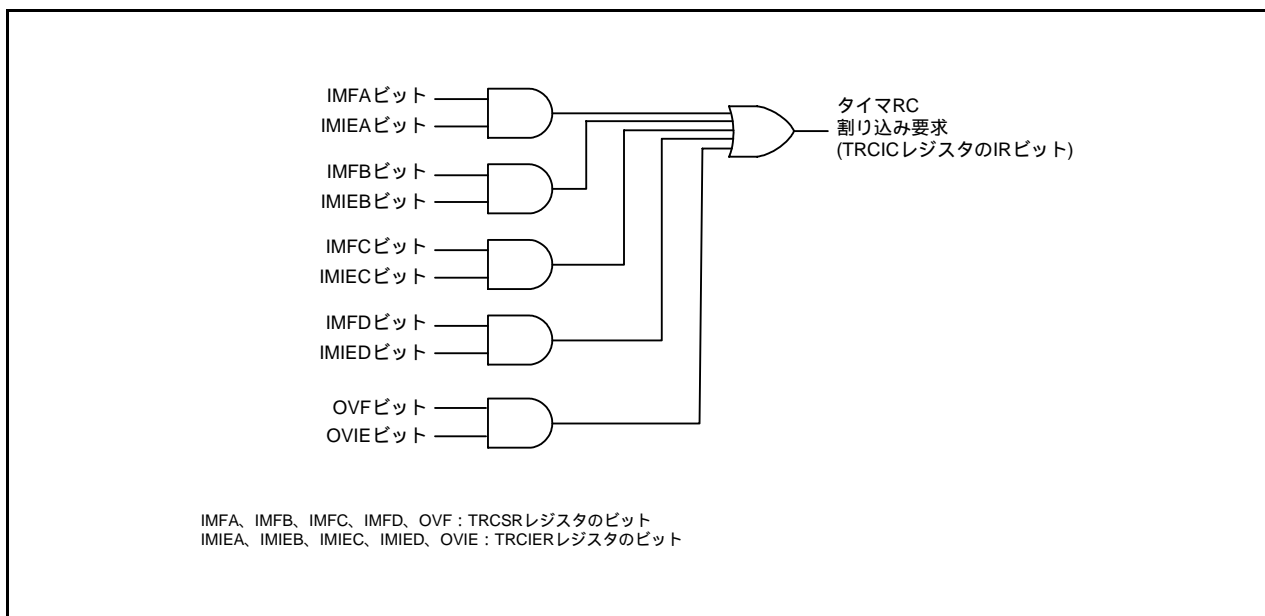 IMFAビット
IMIEAビット
IMFBビット
IMIEBビット
IMFCビット
IMIECビット
IMFDビット
IMIEDビット
OVFビット
OVIEビット
タイマRC
割り込み要求
(TRCICレジスタのIRビット)
IMFA、IMFB、IMFC、IMFD、OVF：TRCSRレジスタのビット
IMIEA、IMIEB、IMIEC、IMIED、OVIE：TRCIERレジスタのビット